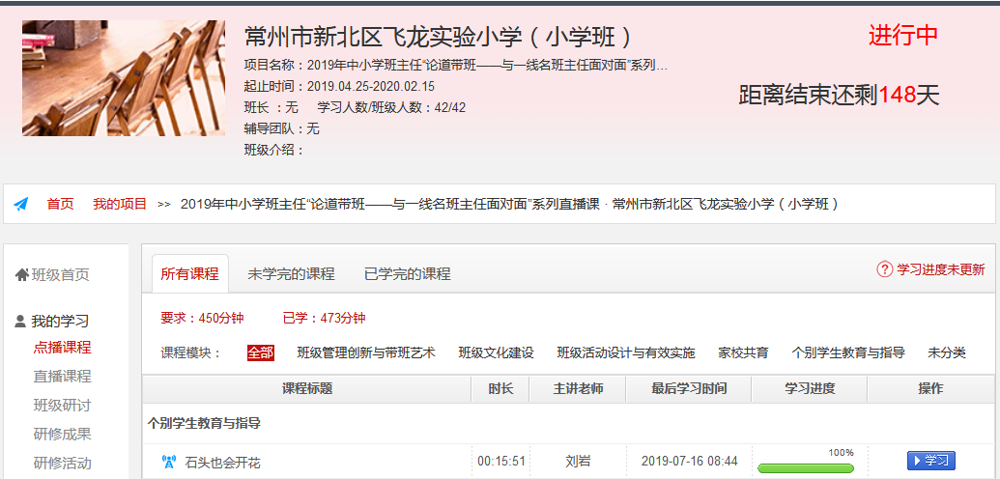 常州市新北区飞龙实验小学（小学班）
进行中
项目名称：2019年中小学班主任“论道带班——与一线名班主任面对面”系列…
起止时间：2019.04.25-2020.02.15
距离结束还剩148天
班长 ：无 学习人数/班级人数：42/42
辅导团队：无
班级介绍：
首页 我的项目 >> 2019年中小学班主任“论道带班——与一线名班主任面对面”系列直播课 · 常州市新北区飞龙实验小学（小学班）
班级首页
我的学习
点播课程
直播课程
班级研讨
研修成果
研修活动
所有课程 未学完的课程 已学完的课程 ? 学习进度未更新
要求：450分钟 已学：473分钟
课程模块： 全部 班级管理创新与带班艺术 班级文化建设 班级活动设计与有效实施 家校共育 个别学生教育与指导 未分类
课程标题 时长 主讲老师 最后学习时间 学习进度 操作
个别学生教育与指导
石头也会开花 00:15:51 刘岩 2019-07-16 08:44 100% 学习